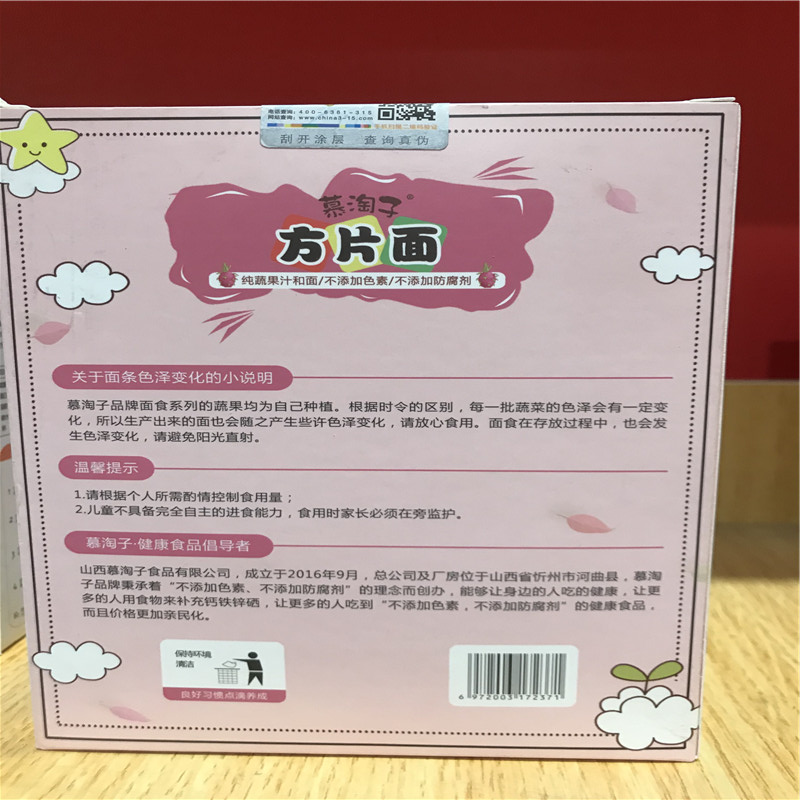 电话查询：400-8301-315
网站查询：www.china3-15.com
刮开涂层 查询真伪
慕淘子®
方片面
纯蔬果汁和面/不添加色素/不添加防腐剂
关于面条色泽变化的小说明
慕淘子品牌面食系列的蔬果均为自己种植。根据时令的区别，每一批蔬菜的色泽会有一定变
化，所以生产出来的面也会随之产生些许色泽变化，请放心食用。面食在存放过程中，也会发
生色泽变化，请避免阳光直射。
温馨提示
1.请根据个人所需酌情控制食用量；
2.儿童不具备完全自主的进食能力，食用时家长必须在旁监护。
慕淘子·健康食品倡导者
山西慕淘子食品有限公司，成立于2016年9月，总公司及厂房位于山西省忻州市河曲县，慕淘
子品牌秉承着“不添加色素、不添加防腐剂”的理念而创办，能够让身边的人吃的健康，让更
多的人用食物来补充钙铁锌硒，让更多的人吃到“不添加色素，不添加防腐剂”的健康食品，
而且价格更加亲民化。
保持环境
清洁
良好习惯点滴养成
6 972003 172371